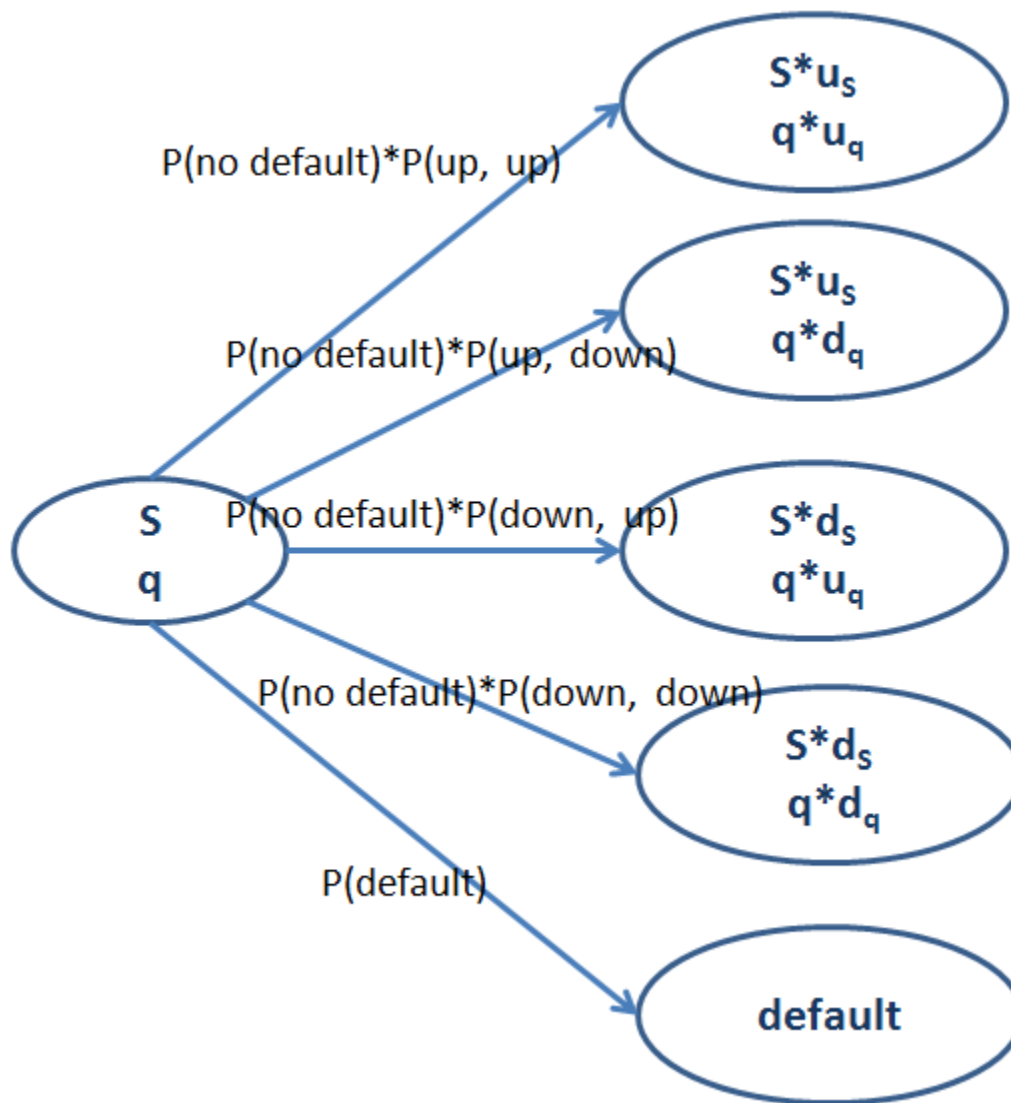 S*uS
q*uq
P(no default)*P(up, up)
S*uS
q*dq
P(no default)*P(up, down)
S
q
P(no default)*P(down, up)
S*dS
q*uq
P(no default)*P(down, down)
S*dS
q*dq
P(default)
default